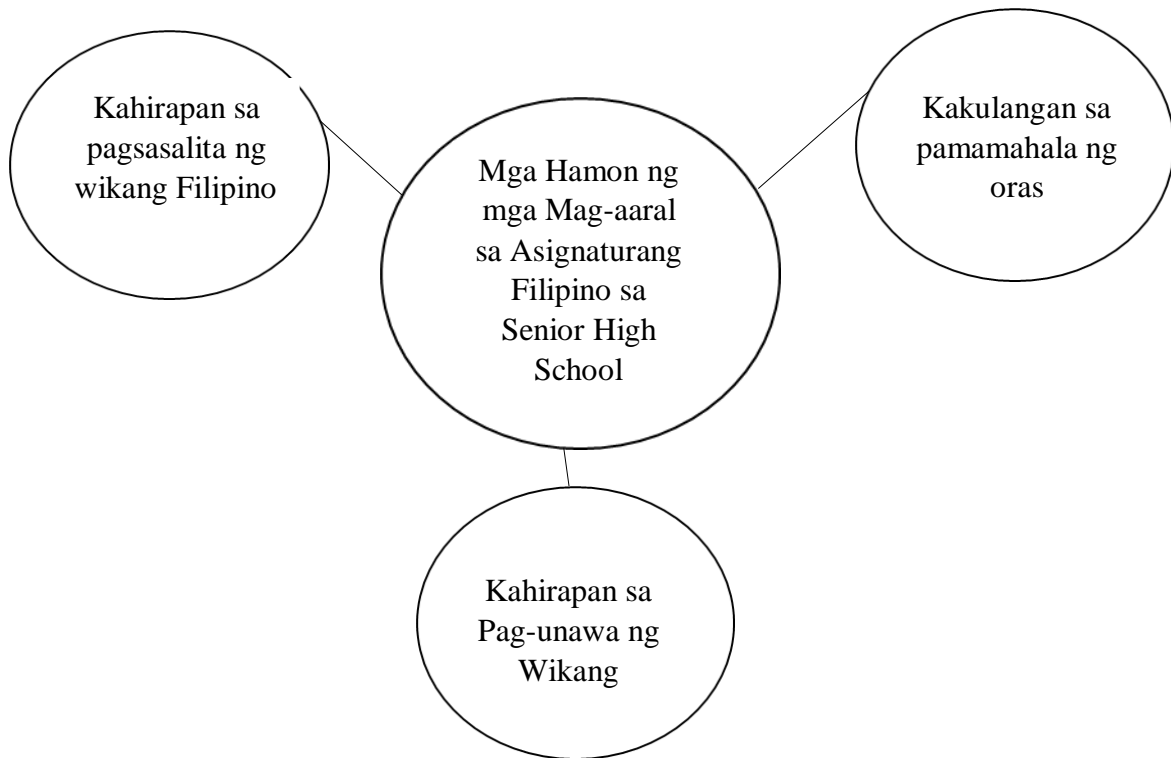 Kahirapan sa
pagsasalita ng
wikang Filipino
Mga Hamon ng
mga Mag-aaral
sa Asignaturang
Filipino sa
Senior High
School
Kakulangan sa
pamamahala ng
oras
Kahirapan sa
Pag-unawa ng
Wikang